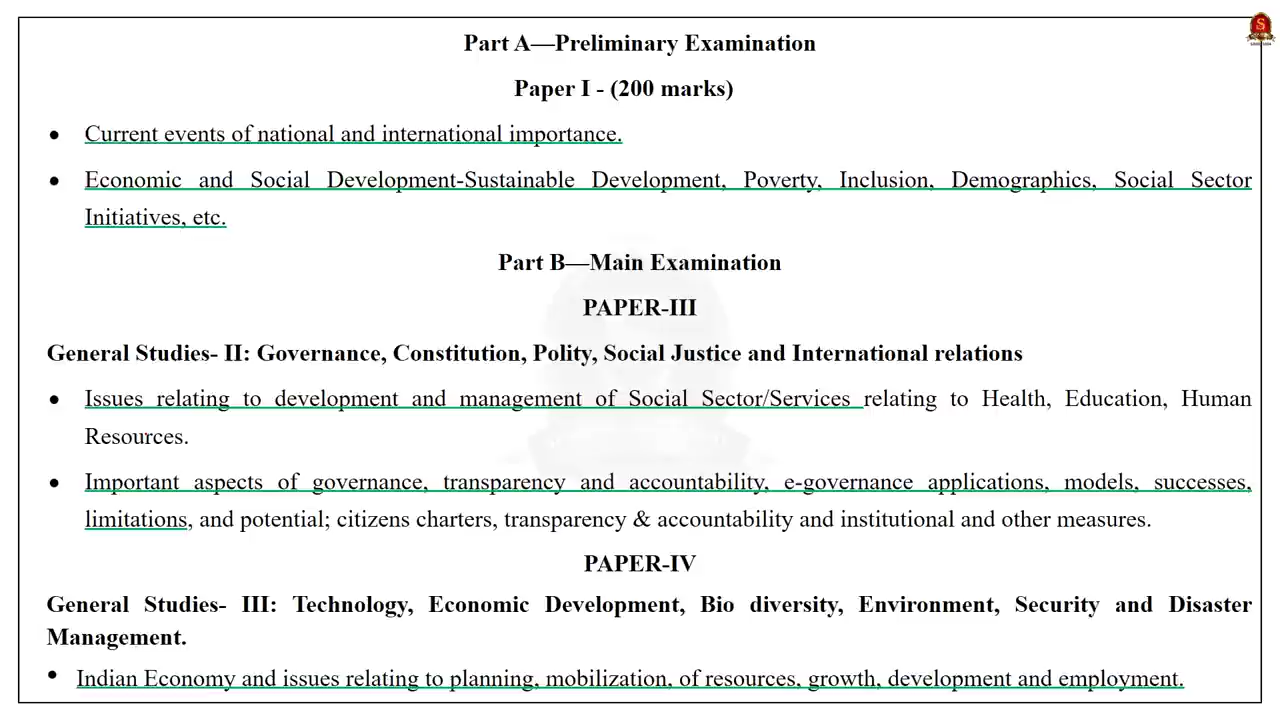 Part A—Preliminary Examination
Paper I - (200 marks)
• Current events of national and international importance.
• Economic and Social Development-Sustainable Development, Poverty, Inclusion, Demographics, Social Sector
Initiatives, etc.
Part B—Main Examination
PAPER-III
General Studies- II: Governance, Constitution, Polity, Social Justice and International relations
• Issues relating to development and management of Social Sector/Services relating to Health, Education, Human
Resources.
• Important aspects of governance, transparency and accountability, e-governance applications, models, successes,
limitations, and potential; citizens charters, transparency & accountability and institutional and other measures.
PAPER-IV
General Studies- III: Technology, Economic Development, Bio diversity, Environment, Security and Disaster
Management.
• Indian Economy and issues relating to planning, mobilization, of resources, growth, development and employment.